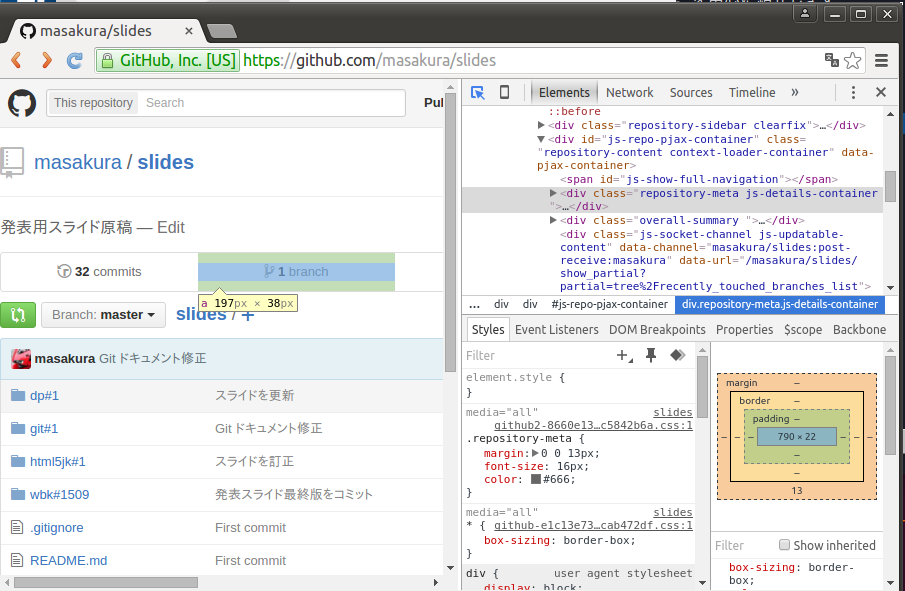 masakura/slides
GitHub, Inc. [US] https://github.com/masakura/slides
This repository Search Pul
masakura / slides
発表用スライド原稿 — Edit
32 commits
1 branch
a 197px × 38px
Branch: master
slides / +
masakura Git ドキュメント修正
dp#1 スライドを更新
git#1 Git ドキュメント修正
html5jk#1 スライドを訂正
wbk#1509 発表スライド最終版をコミット
.gitignore First commit
README.md First commit
Elements Network Sources Timeline »
::before
<div class="repository-sidebar clearfix">…</div>
<div id="js-repo-pjax-container" class=
"repository-content context-loader-container" data-
pjax-container>
<span id="js-show-full-navigation"></span>
<div class="repository-meta js-details-container
">…</div>
<div class="overall-summary ">…</div>
<div class="js-socket-channel js-updatable-
content" data-channel="masakura/slides:post-
receive:masakura" data-url="/masakura/slides/
show_partial?
partial=tree%2Frecently_touched_branches_list">
... div div #js-repo-pjax-container div.repository-meta.js-details-container
Styles Event Listeners DOM Breakpoints Properties $scope Backbone
Filter
element.style {
}
media="all" slides
github2-8660e13…c5842b6a.css:1
.repository-meta {
margin: 0 0 13px;
font-size: 16px;
color: #666;
}
media="all" slides
* { github-e1c13e73…cab472df.css:1
box-sizing: border-box;
}
div { user agent stylesheet
display: block;
margin –
border –
padding –
– – – 790 × 22 – – –
–
–
13
Filter Show inherited
box-sizing: border-
box;